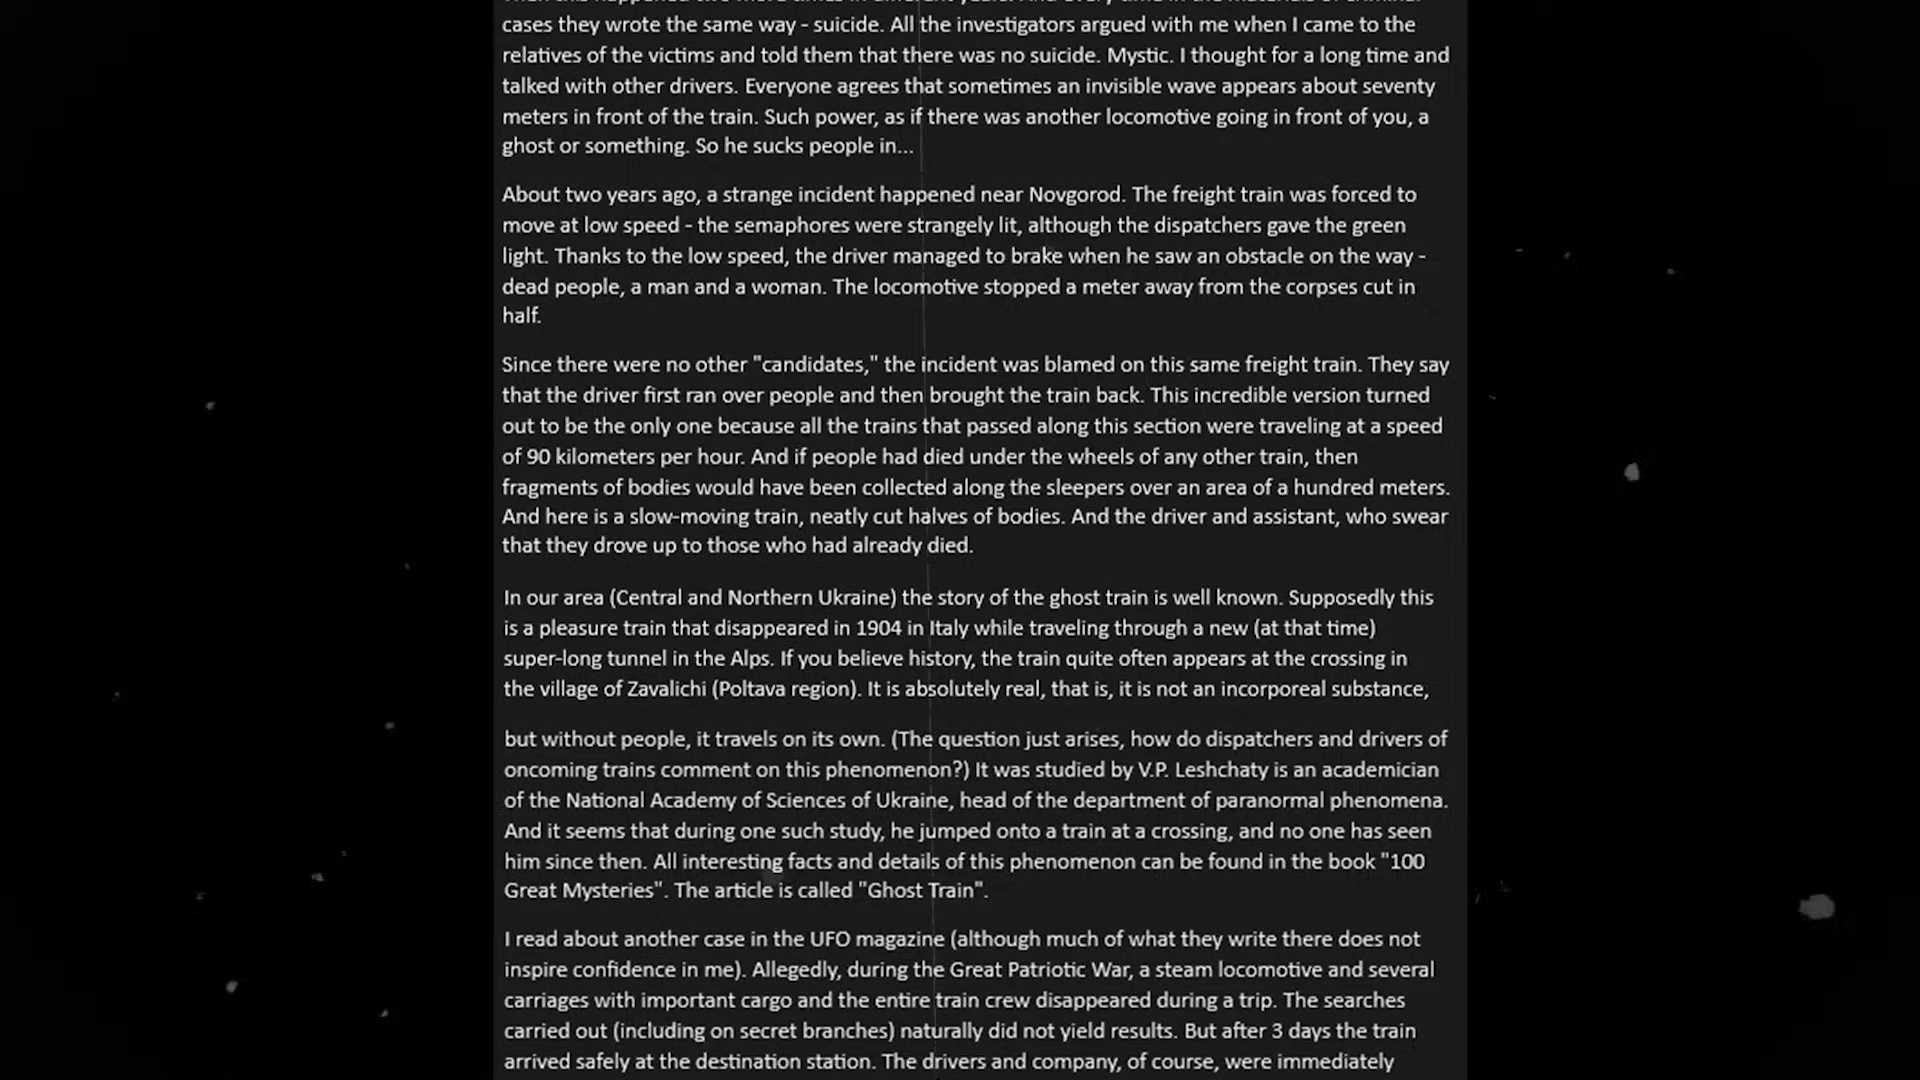 cases they wrote the same way - suicide. All the investigators argued with me when I came to the
relatives of the victims and told them that there was no suicide. Mystic. I thought for a long time and
talked with other drivers. Everyone agrees that sometimes an invisible wave appears about seventy
meters in front of the train. Such power, as if there was another locomotive going in front of you, a
ghost or something. So he sucks people in...
About two years ago, a strange incident happened near Novgorod. The freight train was forced to
move at low speed - the semaphores were strangely lit, although the dispatchers gave the green
light. Thanks to the low speed, the driver managed to brake when he saw an obstacle on the way -
dead people, a man and a woman. The locomotive stopped a meter away from the corpses cut in
half.
Since there were no other "candidates," the incident was blamed on this same freight train. They say
that the driver first ran over people and then brought the train back. This incredible version turned
out to be the only one because all the trains that passed along this section were traveling at a speed
of 90 kilometers per hour. And if people had died under the wheels of any other train, then
fragments of bodies would have been collected along the sleepers over an area of a hundred meters.
And here is a slow-moving train, neatly cut halves of bodies. And the driver and assistant, who swear
that they drove up to those who had already died.
In our area (Central and Northern Ukraine) the story of the ghost train is well known. Supposedly this
is a pleasure train that disappeared in 1904 in Italy while traveling through a new (at that time)
super-long tunnel in the Alps. If you believe history, the train quite often appears at the crossing in
the village of Zavalichi (Poltava region). It is absolutely real, that is, it is not an incorporeal substance,
but without people, it travels on its own. (The question just arises, how do dispatchers and drivers of
oncoming trains comment on this phenomenon?) It was studied by V.P. Leshchaty is an academician
of the National Academy of Sciences of Ukraine, head of the department of paranormal phenomena.
And it seems that during one such study, he jumped onto a train at a crossing, and no one has seen
him since then. All interesting facts and details of this phenomenon can be found in the book "100
Great Mysteries". The article is called "Ghost Train".
I read about another case in the UFO magazine (although much of what they write there does not
inspire confidence in me). Allegedly, during the Great Patriotic War, a steam locomotive and several
carriages with important cargo and the entire train crew disappeared during a trip. The searches
carried out (including on secret branches) naturally did not yield results. But after 3 days the train
arrived safely at the destination station. The drivers and company, of course, were immediately